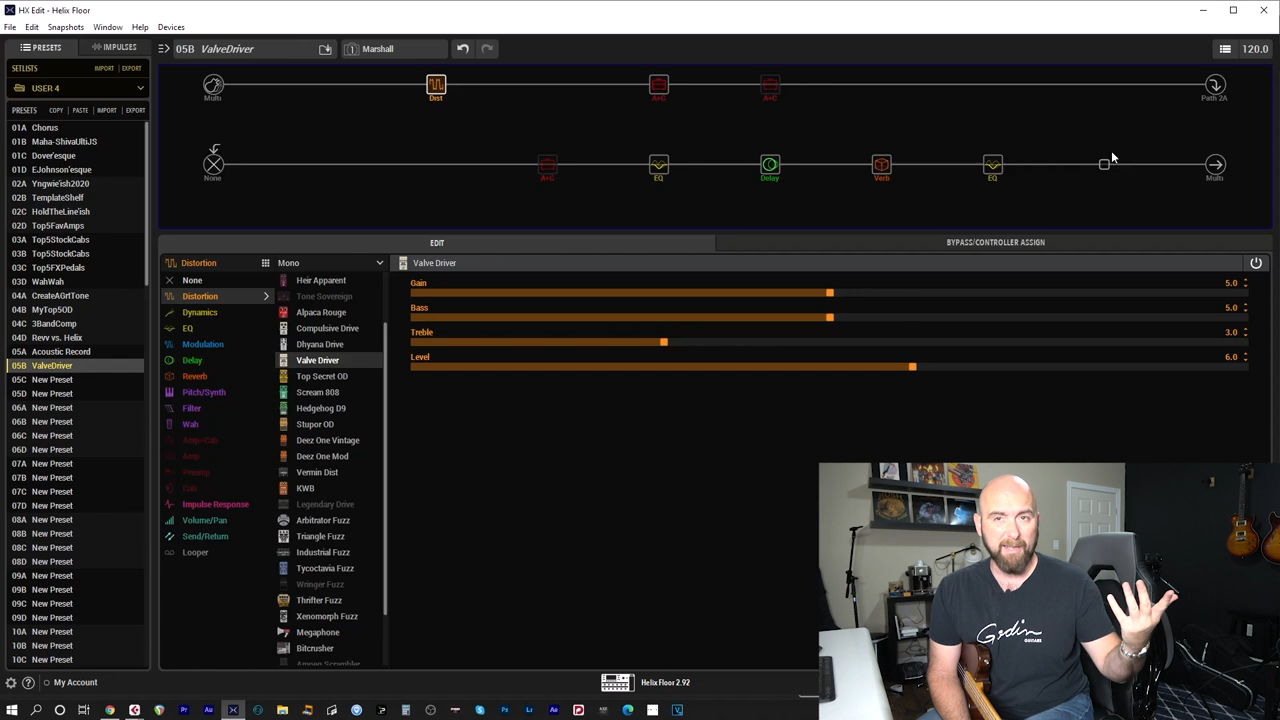 HX Edit - Helix Floor
File Edit Snapshots Window Help Devices
PRESETS IMPULSES
05B ValveDriver
1 Marshall
120.0
SETLISTS IMPORT EXPORT
USER 4
PRESETS COPY PASTE IMPORT EXPORT
01A Chorus
01B Maha-ShivaUltiJS
01C Dover'esque
01D EJohnson'esque
02A Yngwie'ish2020
02B TemplateShelf
02C HoldTheLine'ish
02D Top5FavAmps
03A Top5StockCabs
03B Top5StockCabs
03C Top5FXPedals
03D WahWah
04A CreateAGrtTone
04B MyTop5OD
04C 3BandComp
04D Revv vs. Helix
05A Acoustic Record
05B ValveDriver
05C New Preset
05D New Preset
06A New Preset
06B New Preset
06C New Preset
06D New Preset
07A New Preset
07B New Preset
07C New Preset
07D New Preset
08A New Preset
08B New Preset
08C New Preset
08D New Preset
09A New Preset
09B New Preset
09C New Preset
09D New Preset
10A New Preset
10B New Preset
10C New Preset
My Account
Multi Dist A+C A+C Path 2A
None A+C EQ Delay Verb EQ Multi
EDIT BYPASS/CONTROLLER ASSIGN
Distortion
None
Distortion
Dynamics
EQ
Modulation
Delay
Reverb
Pitch/Synth
Filter
Wah
Amp+Cab
Amp
Preamp
Cab
Impulse Response
Volume/Pan
Send/Return
Looper
Mono
Heir Apparent
Tone Sovereign
Alpaca Rouge
Compulsive Drive
Dhyana Drive
Valve Driver
Top Secret OD
Scream 808
Hedgehog D9
Stupor OD
Deez One Vintage
Deez One Mod
Vermin Dist
KWB
Legendary Drive
Arbitrator Fuzz
Triangle Fuzz
Industrial Fuzz
Tycoctavia Fuzz
Wringer Fuzz
Thrifter Fuzz
Xenomorph Fuzz
Megaphone
Bitcrusher
Ampeg Scrambler
Valve Driver
Gain 5.0
Bass 5.0
Treble 3.0
Level 6.0
Helix Floor 2.92
Godin
GUITARS